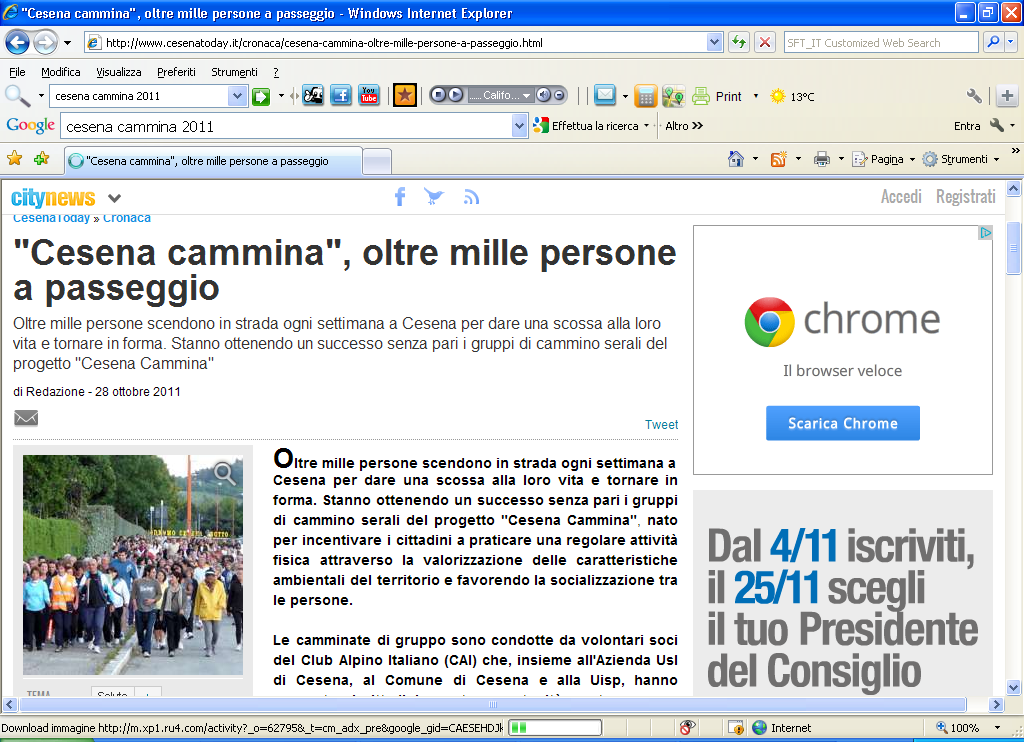 "Cesena cammina", oltre mille persone a passeggio - Windows Internet Explorer
http://www.cesenatoday.it/cronaca/cesena-cammina-oltre-mille-persone-a-passeggio.html
SFT_IT Customized Web Search
File Modifica Visualizza Preferiti Strumenti ?
cesena cammina 2011
You Tube
..... Califo...
Print
13°C
Google
cesena cammina 2011
Effettua la ricerca
Altro »
Entra
"Cesena cammina", oltre mille persone a passeggio
Pagina
Strumenti
citynews
Accedi Registrati
CesenaToday » Cronaca
"Cesena cammina", oltre mille persone
a passeggio
Oltre mille persone scendono in strada ogni settimana a Cesena per dare una scossa alla loro
vita e tornare in forma. Stanno ottenendo un successo senza pari i gruppi di cammino serali del
progetto "Cesena Cammina"
di Redazione - 28 ottobre 2011
Tweet
Oltre mille persone scendono in strada ogni settimana a
Cesena per dare una scossa alla loro vita e tornare in
forma. Stanno ottenendo un successo senza pari i gruppi
di cammino serali del progetto "Cesena Cammina", nato
per incentivare i cittadini a praticare una regolare attività
fisica attraverso la valorizzazione delle caratteristiche
ambientali del territorio e favorendo la socializzazione tra
le persone.
Le camminate di gruppo sono condotte da volontari soci
del Club Alpino Italiano (CAI) che, insieme all'Azienda Usl
di Cesena, al Comune di Cesena e alla Uisp, hanno
TEMA
Salute
chrome
Il browser veloce
Scarica Chrome
Dal 4/11 iscriviti,
il 25/11 scegli
il tuo Presidente
del Consiglio
Download immagine http://m.xp1.ru4.com/activity?_o=62795&_t=cm_adx_pre&google_gid=CAESEHDJk
Internet
100%